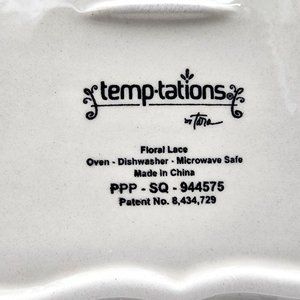 temp-tations
by Tara
Floral Lace
Oven - Dishwasher - Microwave Safe
Made in China
PPP - SQ - 944575
Patent No. 8,434,729